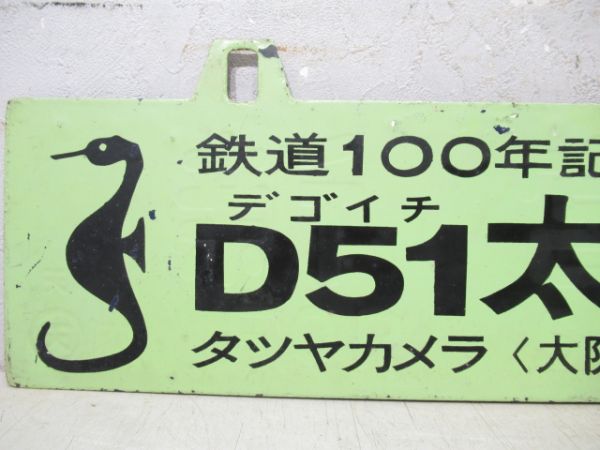 鉄道100年記
デゴイチ
D51太
タツヤカメラ〈大阪